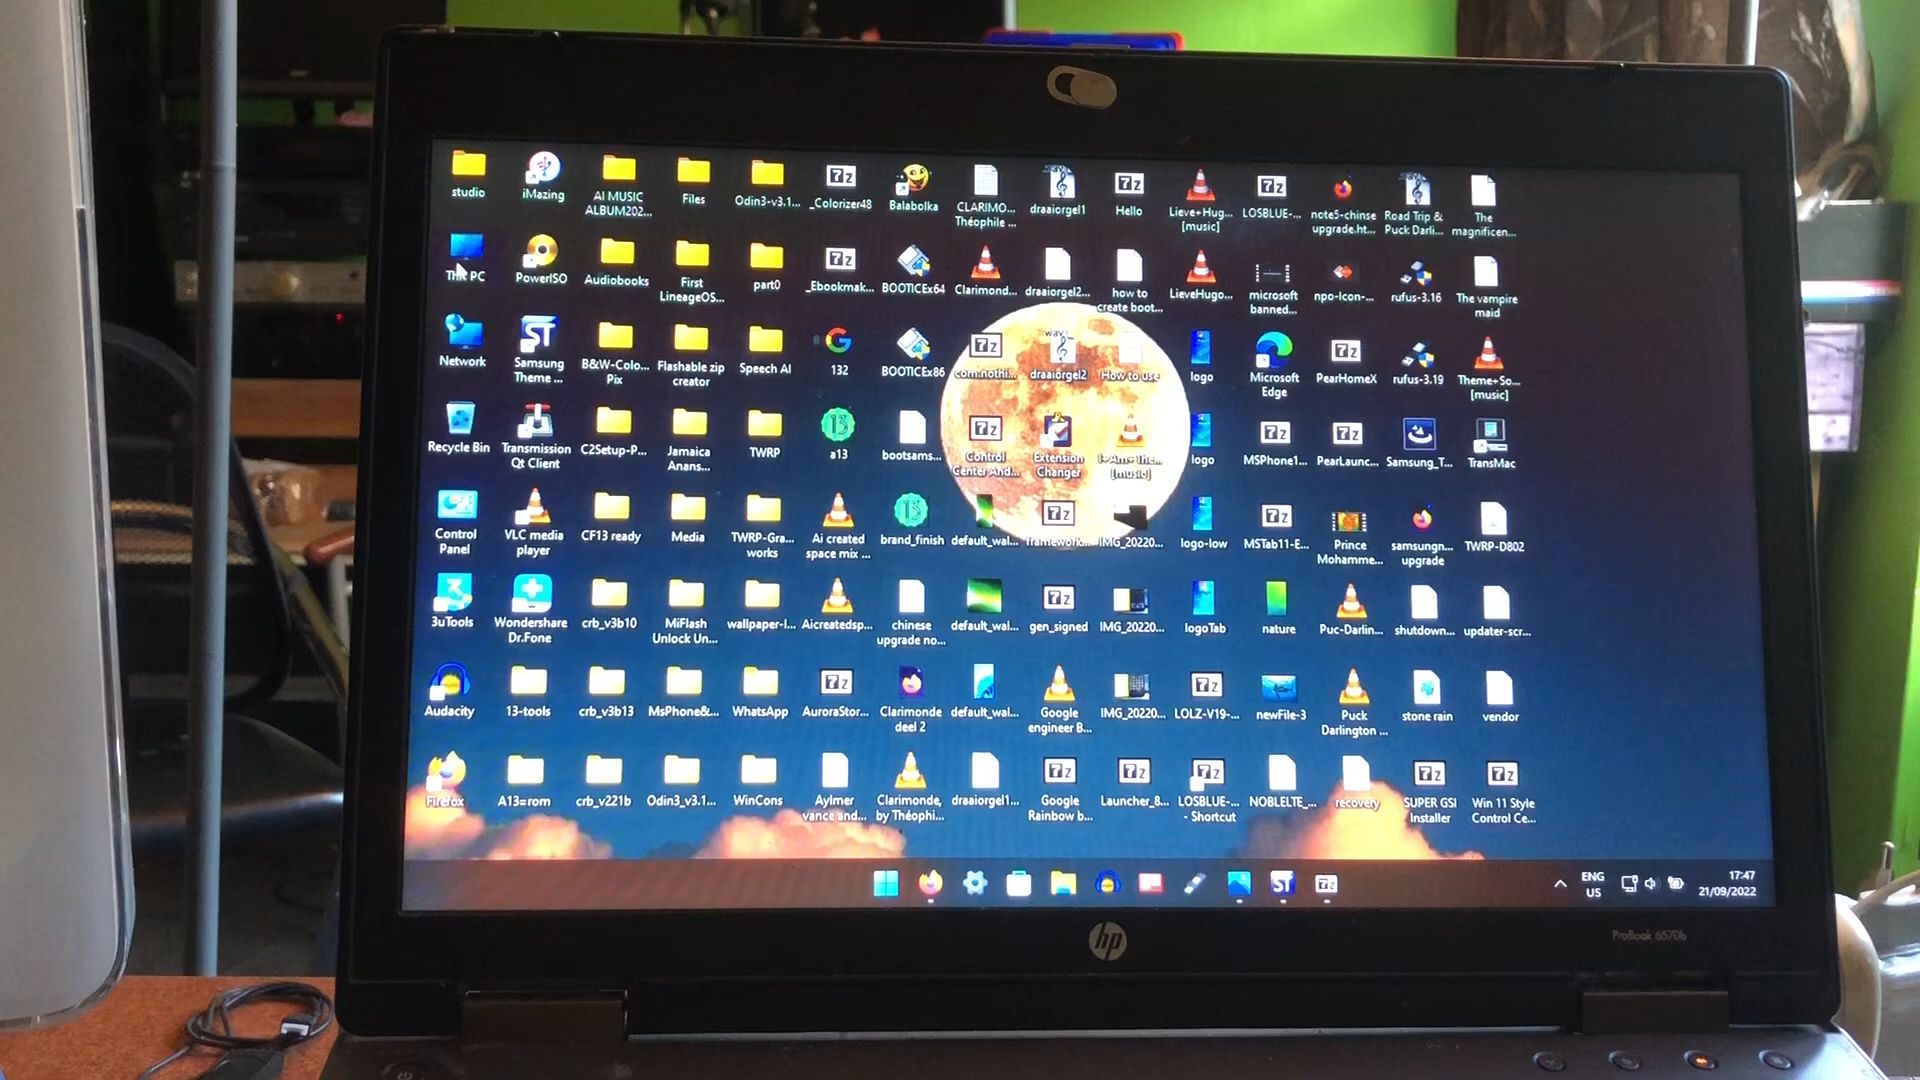 studio
iMazing
AI MUSIC
ALBUM202...
Files
Odin3-v3.1...
_Colorizer48
Balabolka
CLARIMO...
Théophile ...
draaiorgel1
Hello
Lieve+Hug...
[music]
LOSBLUE-...
note5-chinse
upgrade.ht...
Road Trip &
Puck Darli...
The
magnificen...
This PC
PowerISO
Audiobooks
First
LineageOS...
part0
_Ebookmak...
BOOTICEx64
Clarimond...
draaiorgel2...
how to
create boot...
LieveHugo...
microsoft
banned...
npo-Icon-...
rufus-3.16
The vampire
maid
Network
Samsung
Theme ...
B&W-Colo...
Pix
Flashable zip
creator
Speech AI
132
BOOTICEx86
com.nothi...
draaiorgel2
How to use
logo
Microsoft
Edge
PearHomeX
rufus-3.19
Theme+So...
[music]
Recycle Bin
Transmission
Qt Client
C2Setup-P...
Jamaica
Anans...
TWRP
a13
bootsams...
Control
Center And...
Extension
Changer
I+Am+The...
[music]
logo
MSPhone1...
PearLaunc...
Samsung_T...
TransMac
Control
Panel
VLC media
player
CF13 ready
Media
TWRP-Gra...
works
Ai created
space mix ...
brand_finish
default_wal...
framework...
IMG_20220...
logo-low
MSTab11-E...
Prince
Mohamme...
samsungn...
upgrade
TWRP-D802
3uTools
Wondershare
Dr.Fone
crb_v3b10
MiFlash
Unlock Un...
wallpaper-I...
Aicreatedsp...
chinese
upgrade no...
default_wal...
gen_signed
IMG_20220...
logoTab
nature
Puc-Darlin...
shutdown...
updater-scr...
Audacity
13-tools
crb_v3b13
MsPhone&...
WhatsApp
AuroraStor...
Clarimonde
deel 2
default_wal...
Google
engineer B...
IMG_20220...
LOLZ-V19-...
newFile-3
Puck
Darlington ...
stone rain
vendor
Firefox
A13=rom
crb_v221b
Odin3_v3.1...
WinCons
Aylmer
vance and...
Clarimonde,
by Théophi...
draaiorgel1...
Google
Rainbow b...
Launcher_8...
LOSBLUE-...
- Shortcut
NOBLELTE_...
recovery
SUPER GSI
Installer
Win 11 Style
Control Ce...
ENG
US
17:47
21/09/2022
hp
ProBook 6570b